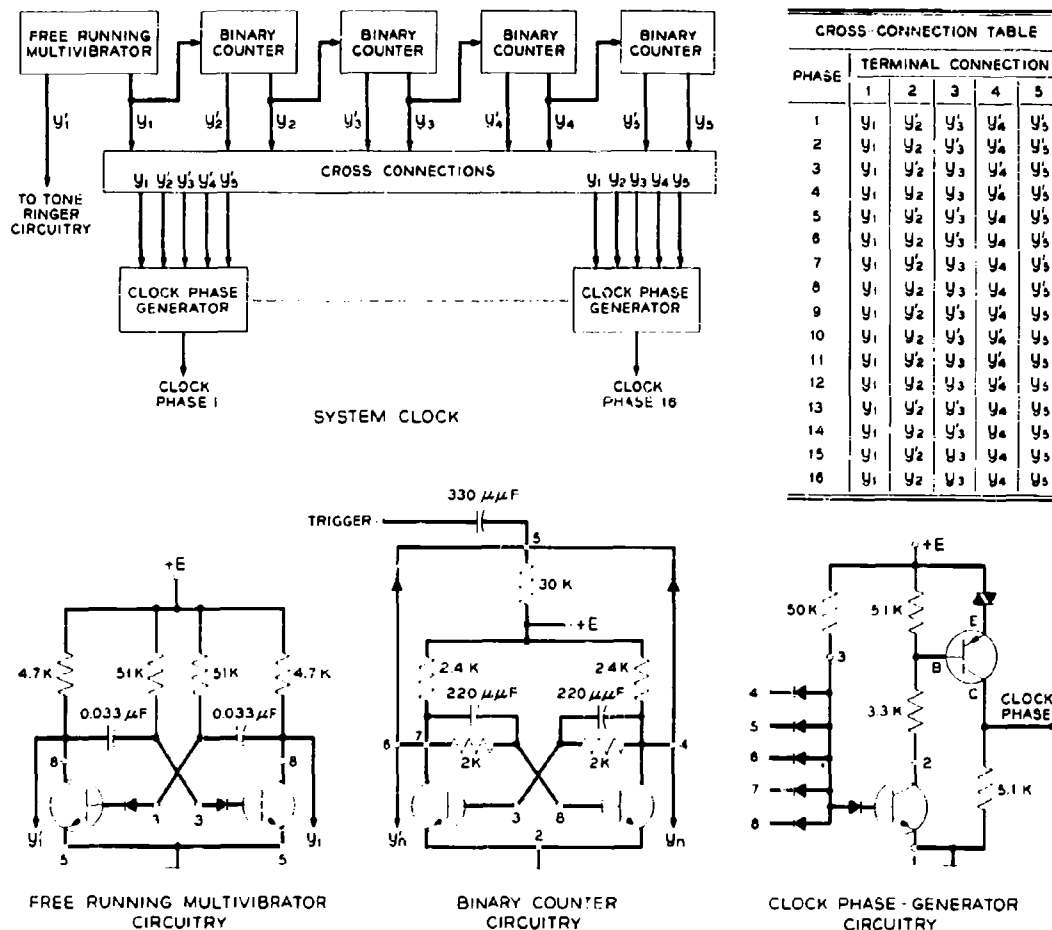 FREE RUNNING
MULTIVIBRATOR
BINARY
COUNTER
BINARY
COUNTER
BINARY
COUNTER
BINARY
COUNTER
y'1 y1 y'2 y2 y'3 y3 y'4 y4 y'5 y5
CROSS CONNECTIONS
y1 y'2 y'3 y'4 y'5
y1 y2 y3 y4 y5
TO TONE
RINGER
CIRCUITRY
CLOCK PHASE
GENERATOR
CLOCK PHASE
GENERATOR
CLOCK
PHASE 1
CLOCK
PHASE 16
SYSTEM CLOCK
CROSS-CONNECTION TABLE
PHASE TERMINAL CONNECTION
1 2 3 4 5
1 y1 y'2 y'3 y'4 y'5
2 y1 y2 y'3 y'4 y'5
3 y1 y'2 y3 y'4 y'5
4 y1 y2 y3 y'4 y'5
5 y1 y'2 y'3 y4 y'5
6 y1 y2 y'3 y4 y'5
7 y1 y'2 y3 y4 y'5
8 y1 y2 y3 y4 y'5
9 y1 y'2 y'3 y'4 y5
10 y1 y2 y'3 y'4 y5
11 y1 y'2 y3 y'4 y5
12 y1 y2 y3 y'4 y5
13 y1 y'2 y'3 y4 y5
14 y1 y2 y'3 y4 y5
15 y1 y'2 y3 y4 y5
16 y1 y2 y3 y4 y5
+E
4.7K 51K 51K 4.7K
0.033 μF 0.033 μF
8 8
3 3
y'1 y1
5 5
FREE RUNNING MULTIVIBRATOR
CIRCUITRY
330 μμF
TRIGGER
5
30 K
+E
2.4 K 2.4 K
220 μμF 220 μμF
6 7 4
2K 2K
3 8
2
y'n yn
BINARY COUNTER
CIRCUITRY
+E
50K 5.1K
E
3 B
C
4
3.3K
CLOCK
PHASE
5
6
2
7
5.1 K
8
1
CLOCK PHASE-GENERATOR
CIRCUITRY